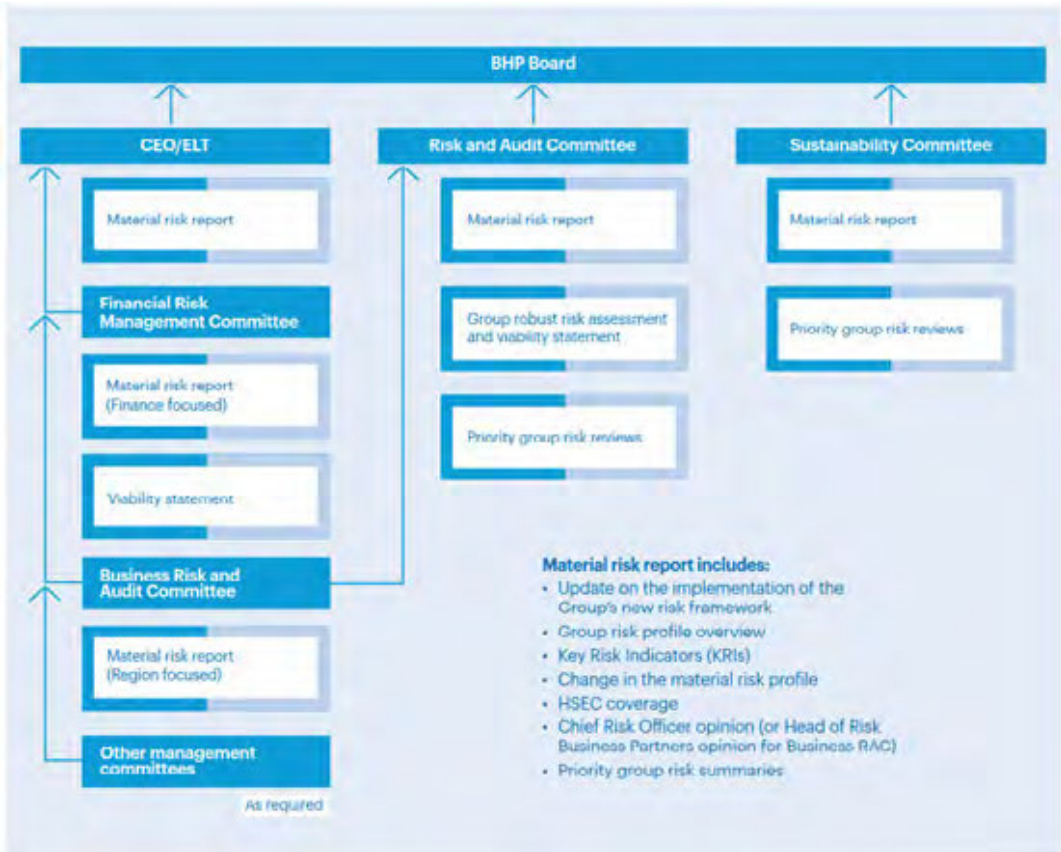 BHP Board
CEO/ELT
Material risk report
Financial Risk
Management Committee
Material risk report
(Finance focused)
Viability statement
Business Risk and
Audit Committee
Material risk report
(Region focused)
Other management
committees
As required
Risk and Audit Committee
Material risk report
Group robust risk assessment
and viability statement
Priority group risk reviews
Sustainability Committee
Material risk report
Priority group risk reviews
Material risk report includes:
• Update on the implementation of the
Group's new risk framework
• Group risk profile overview
• Key Risk Indicators (KRIs)
• Change in the material risk profile
• HSEC coverage
• Chief Risk Officer opinion (or Head of Risk
Business Partners opinion for Business RAC)
• Priority group risk summaries